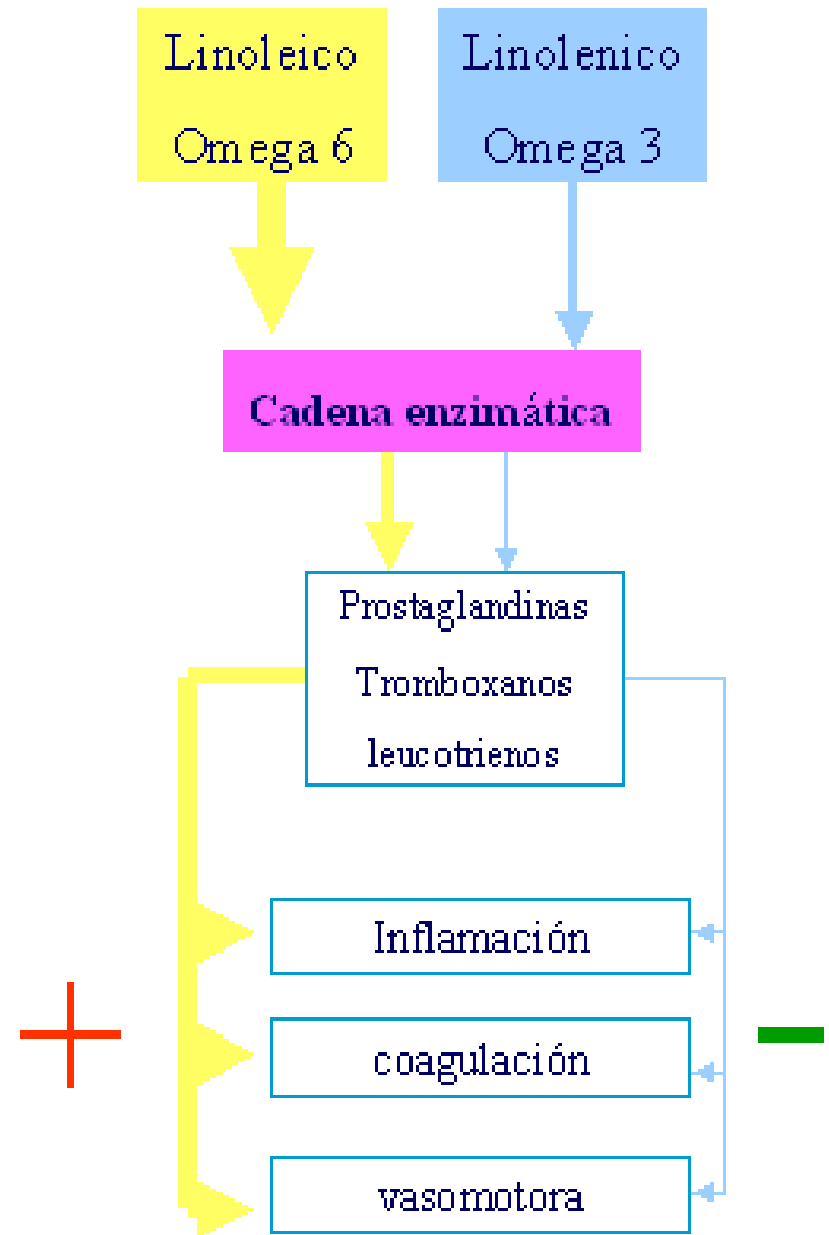 Linoleico
Omega 6
Linolenico
Omega 3
Cadena enzimática
Prostaglandinas
Tromboxanos
leucotrienos
Inflamación
coagulación
vasomotora